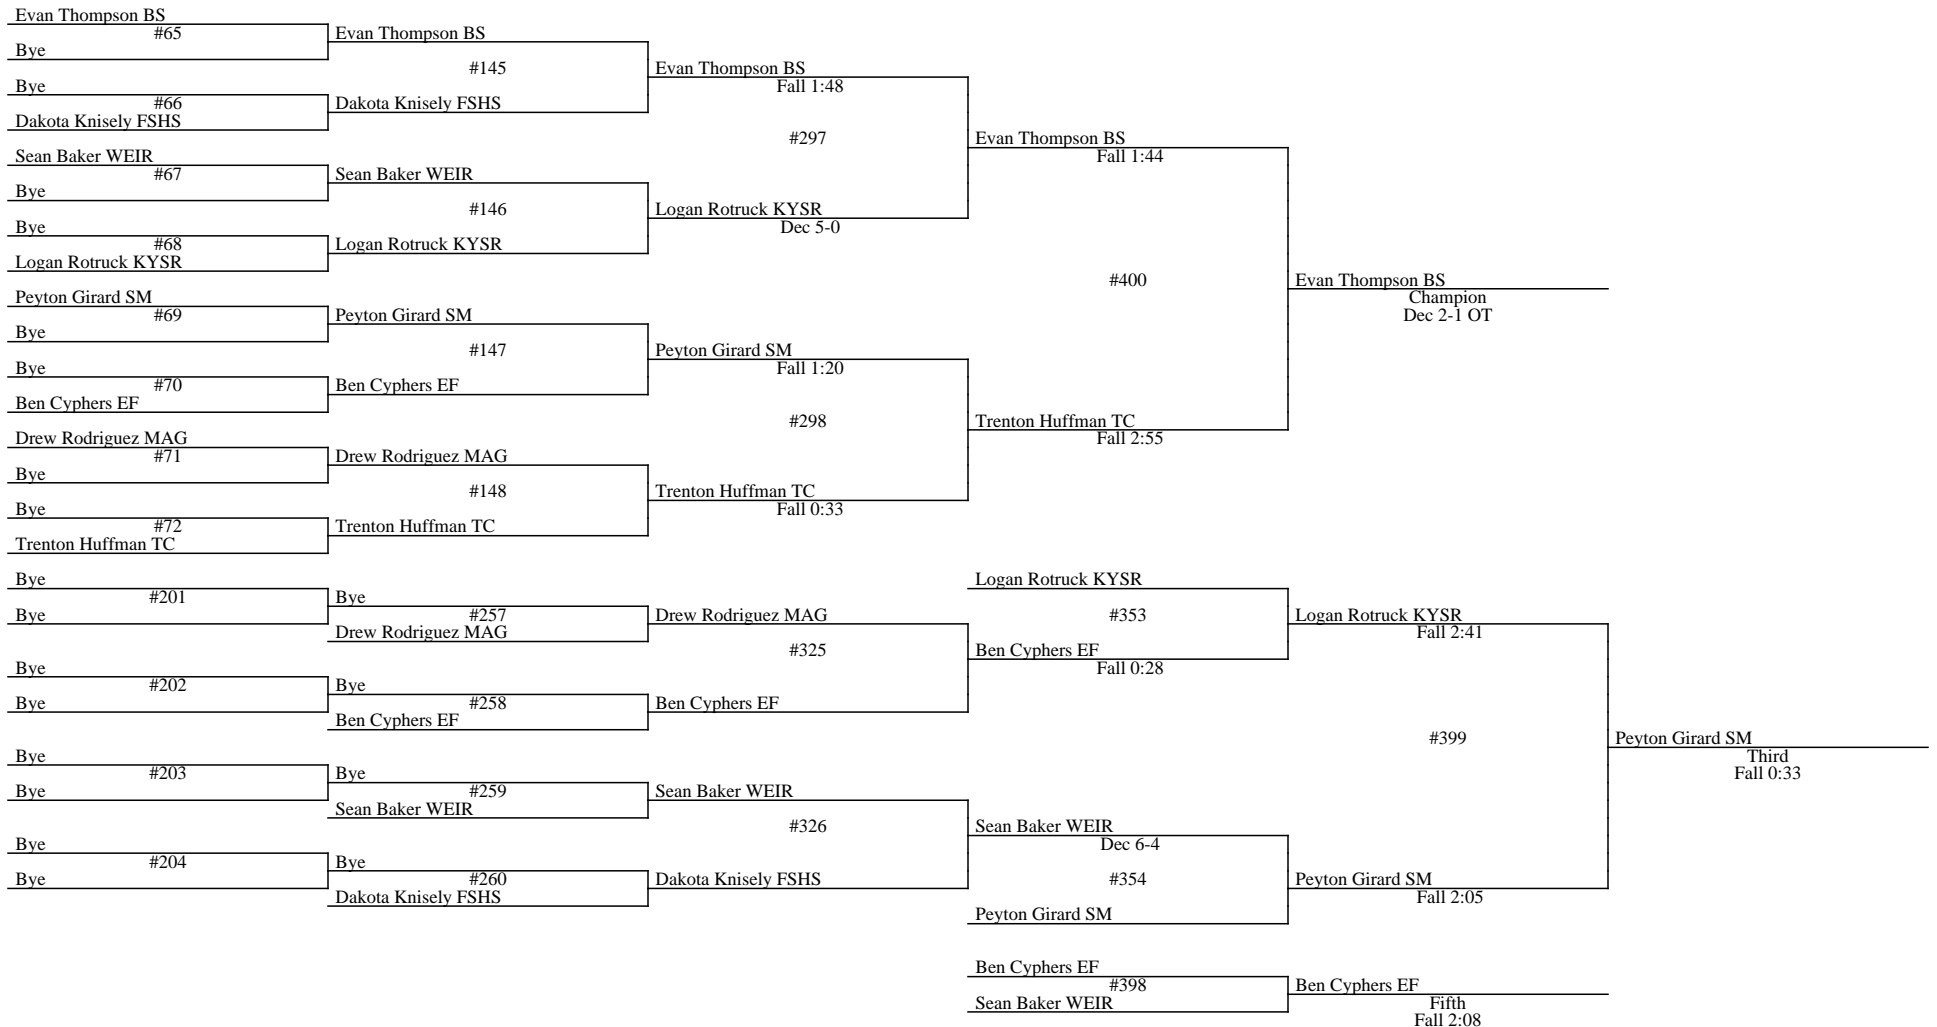 Evan Thompson BS
#65
Bye
Evan Thompson BS
#145
Bye
#66
Dakota Knisely FSHS
Dakota Knisely FSHS
Evan Thompson BS
Fall 1:48
#297
Sean Baker WEIR
#67
Bye
Sean Baker WEIR
#146
Bye
#68
Logan Rotruck KYSR
Logan Rotruck KYSR
Logan Rotruck KYSR
Dec 5-0
Evan Thompson BS
Fall 1:44
#400
Peyton Girard SM
#69
Bye
Peyton Girard SM
#147
Bye
#70
Ben Cyphers EF
Ben Cyphers EF
Peyton Girard SM
Fall 1:20
#298
Drew Rodriguez MAG
#71
Bye
Drew Rodriguez MAG
#148
Bye
#72
Trenton Huffman TC
Trenton Huffman TC
Trenton Huffman TC
Fall 0:33
Trenton Huffman TC
Fall 2:55
Evan Thompson BS
Champion
Dec 2-1 OT
Bye
#201
Bye
Bye
#257
Drew Rodriguez MAG
Drew Rodriguez MAG
#325
Bye
#202
Bye
Bye
#258
Ben Cyphers EF
Ben Cyphers EF
Logan Rotruck KYSR
#353
Ben Cyphers EF
Fall 0:28
Logan Rotruck KYSR
Fall 2:41
#399
Bye
#203
Bye
Bye
#259
Sean Baker WEIR
Sean Baker WEIR
#326
Bye
#204
Bye
Bye
#260
Dakota Knisely FSHS
Dakota Knisely FSHS
Sean Baker WEIR
Dec 6-4
#354
Peyton Girard SM
Peyton Girard SM
Fall 2:05
Peyton Girard SM
Third
Fall 0:33
Ben Cyphers EF
#398
Sean Baker WEIR
Ben Cyphers EF
Fifth
Fall 2:08